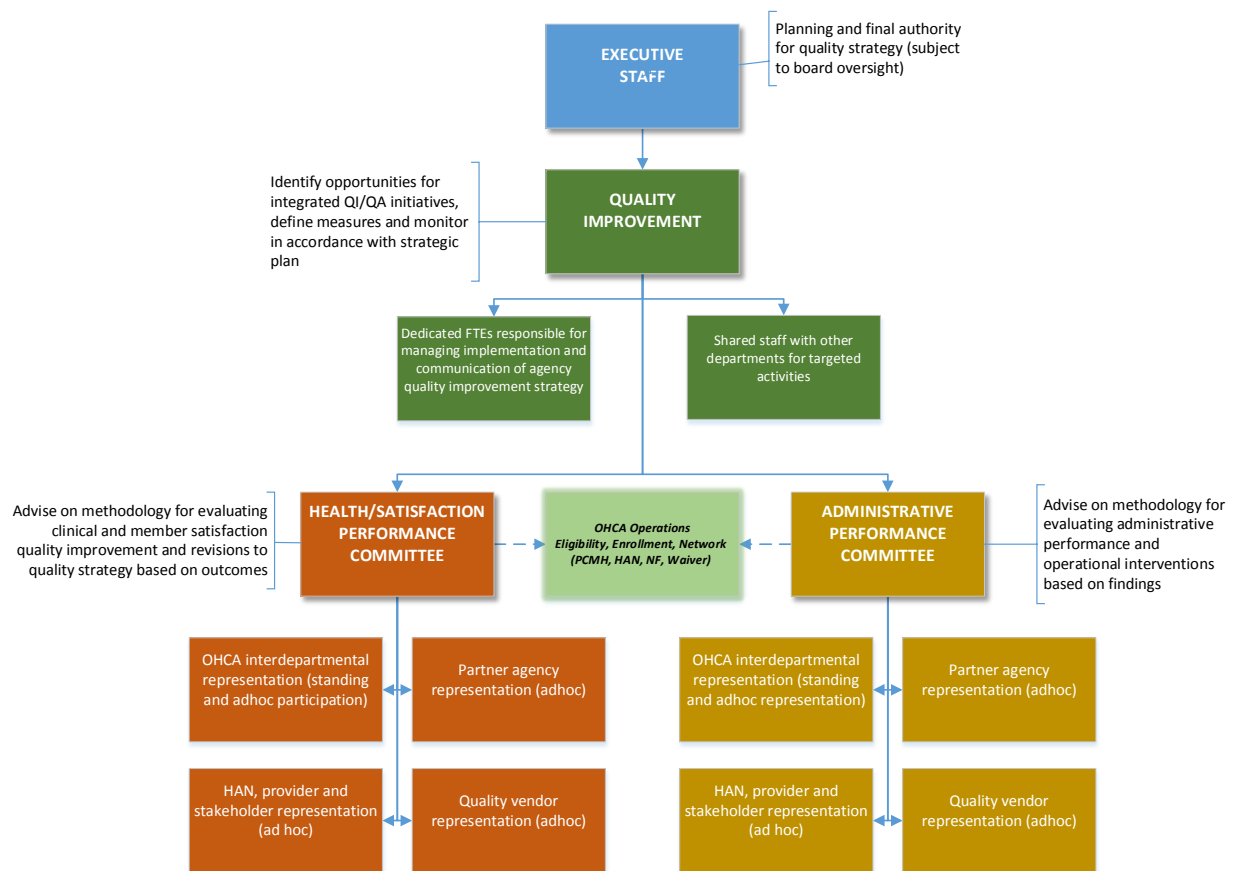 EXECUTIVE
STAFF
Planning and final authority
for quality strategy (subject
to board oversight)
Identify opportunities for
integrated QI/QA initiatives,
define measures and monitor
in accordance with strategic
plan
QUALITY
IMPROVEMENT
Dedicated FTEs responsible for
managing implementation and
communication of agency
quality improvement strategy
Shared staff with other
departments for targeted
activities
Advise on methodology for
evaluating clinical and member
satisfaction
quality improvement and revisions to
quality strategy based on outcomes
HEALTH/SATISFACTION
PERFORMANCE
COMMITTEE
OHCA Operations
Eligibility, Enrollment, Network
(PCMH, HAN, NF, Waiver)
ADMINISTRATIVE
PERFORMANCE
COMMITTEE
Advise on methodology for
evaluating administrative
performance and
operational interventions
based on findings
OHCA interdepartmental
representation (standing
and adhoc participation)
Partner agency
representation (adhoc)
OHCA interdepartmental
representation (standing
and adhoc representation)
Partner agency
representation (adhoc)
HAN, provider and
stakeholder representation
(ad hoc)
Quality vendor
representation (adhoc)
HAN, provider and
stakeholder representation
(ad hoc)
Quality vendor
representation (adhoc)